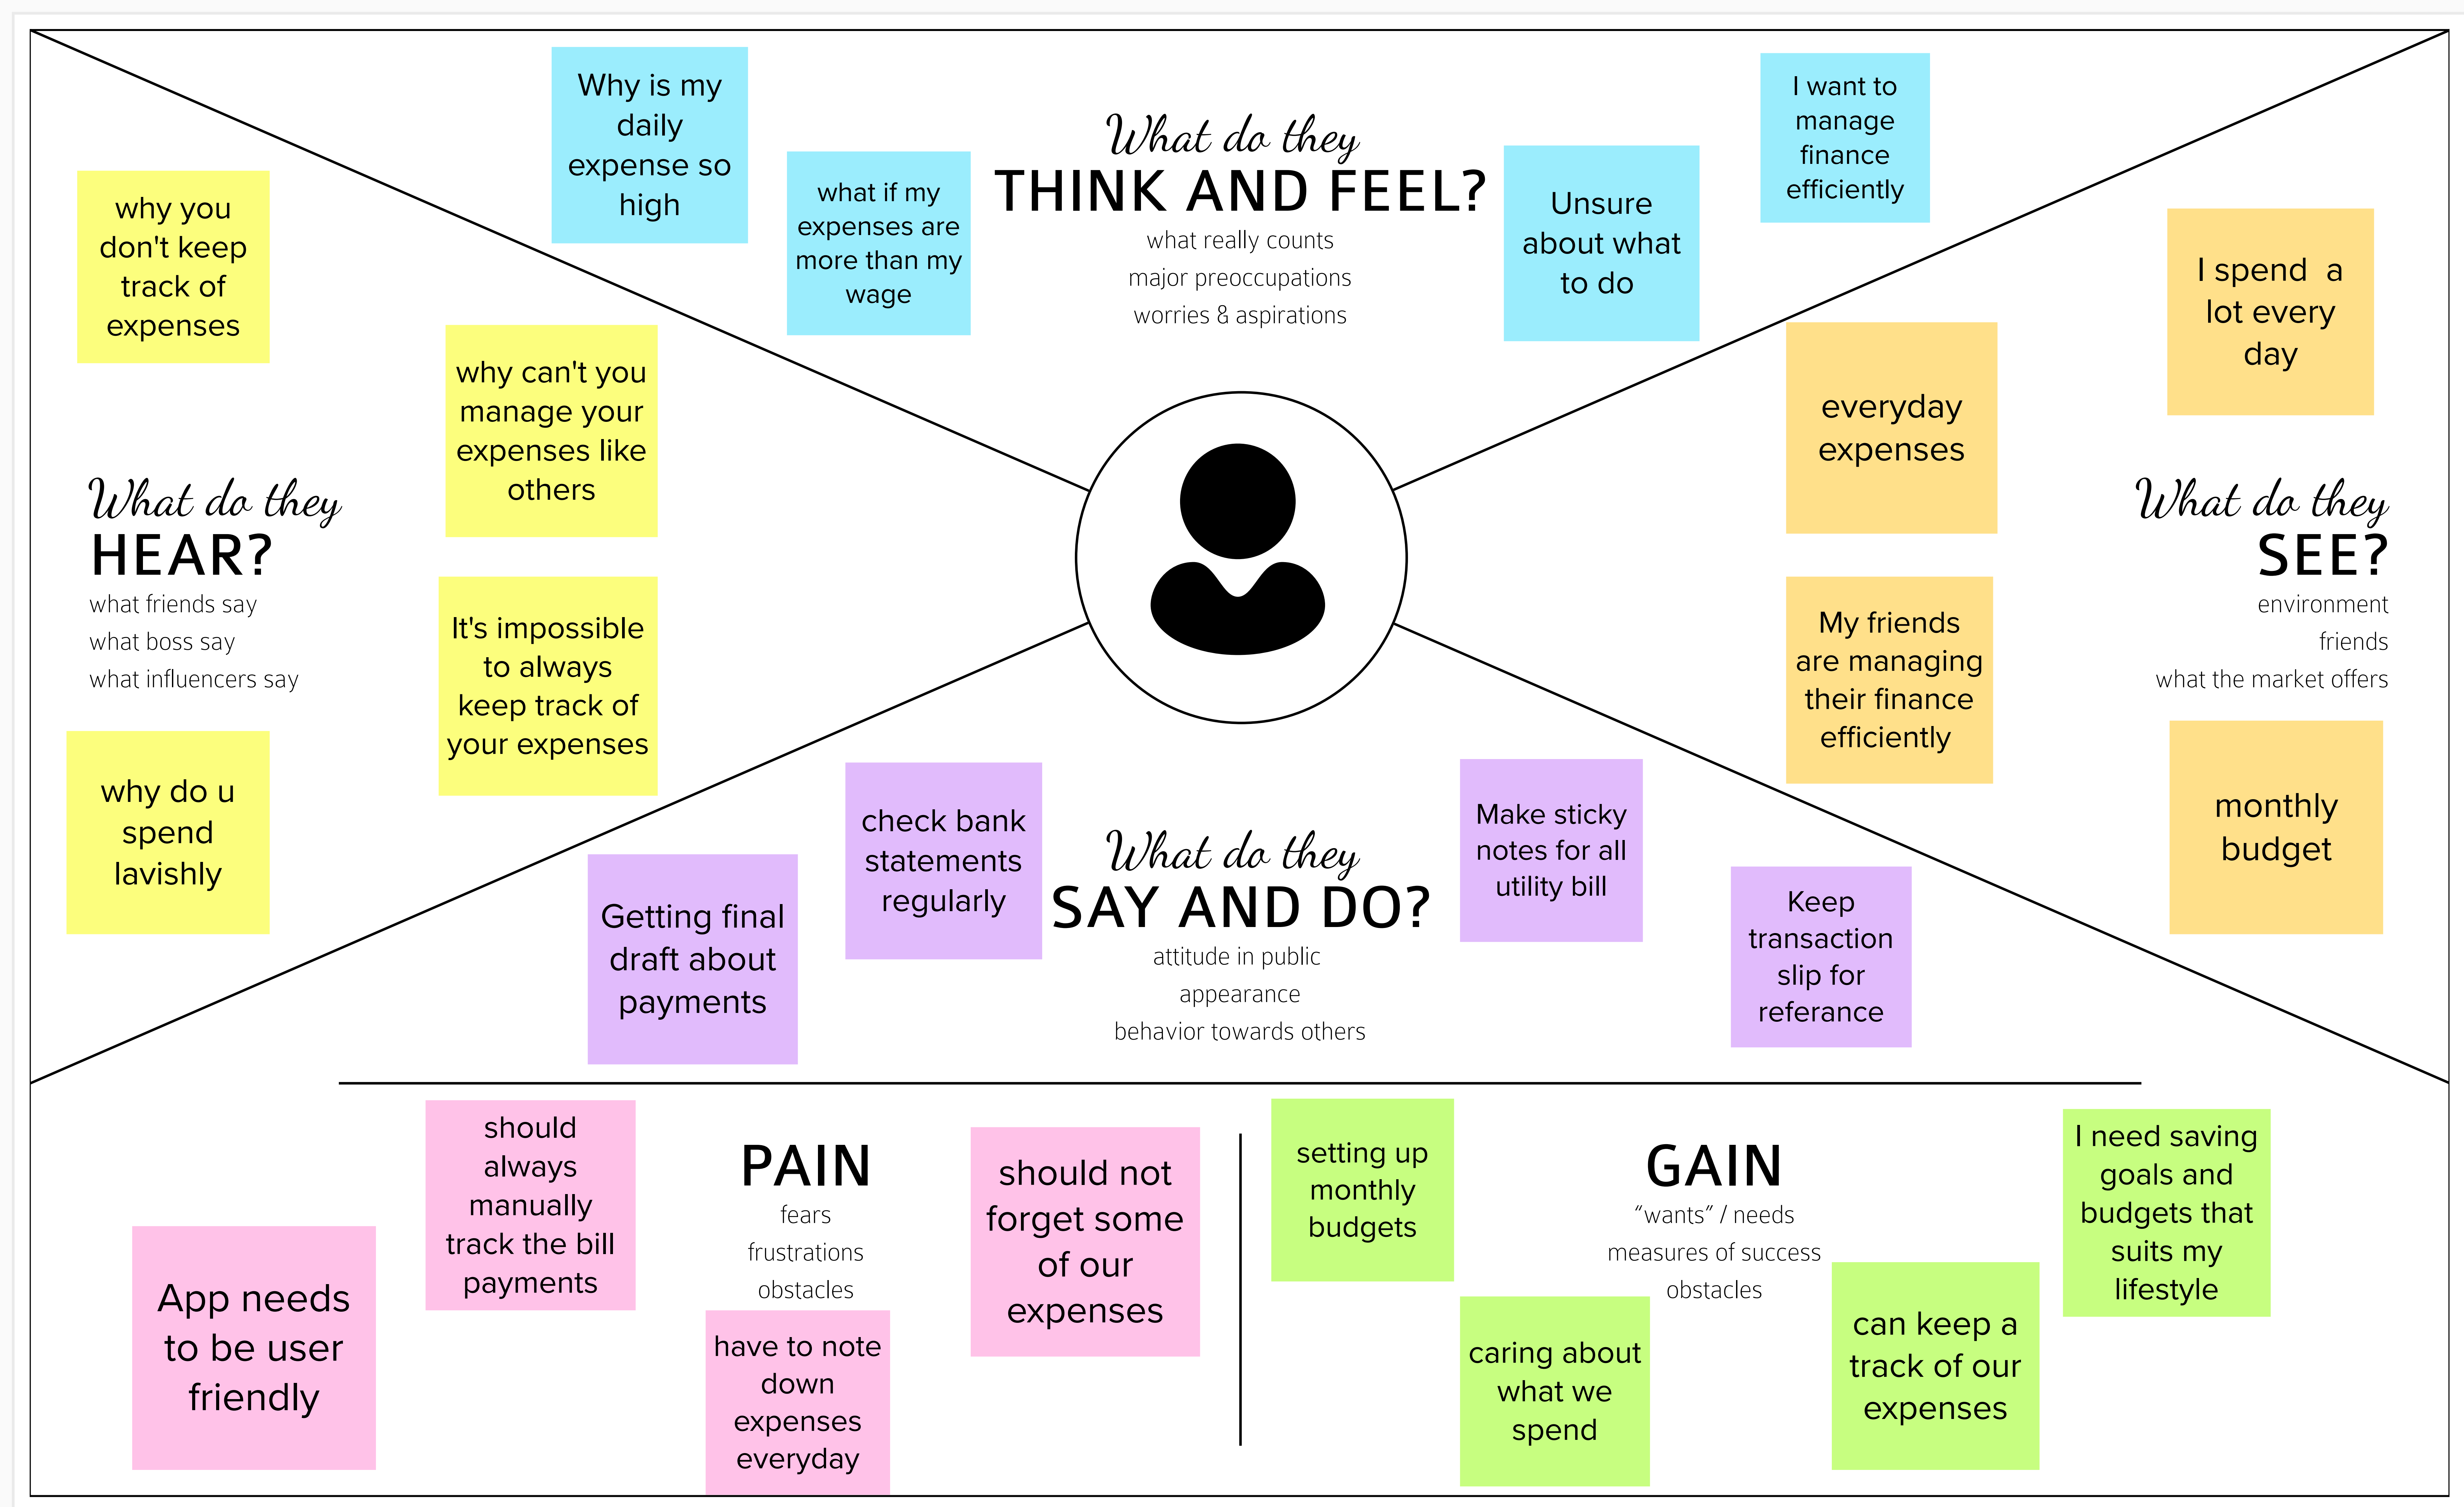 Why is my
daily
expense so
high
what if my
expenses are
more than my
wage
What do they
THINK AND FEEL?
what really counts
major preoccupations
worries & aspirations
Unsure
about what
to do
I want to
manage
finance
efficiently
why you
don't keep
track of
expenses
why can't you
manage your
expenses like
others
What do they
HEAR?
what friends say
what boss say
what influencers say
It's impossible
to always
keep track of
your expenses
why do u
spend
lavishly
I spend a
lot every
day
everyday
expenses
What do they
SEE?
environment
friends
what the market offers
My friends
are managing
their finance
efficiently
monthly
budget
Getting final
draft about
payments
check bank
statements
regularly
What do they
SAY AND DO?
attitude in public
appearance
behavior towards others
Make sticky
notes for all
utility bill
Keep
transaction
slip for
referance
App needs
to be user
friendly
should
always
manually
track the bill
payments
PAIN
fears
frustrations
obstacles
have to note
down
expenses
everyday
should not
forget some
of our
expenses
setting up
monthly
budgets
GAIN
“wants” / needs
measures of success
obstacles
caring about
what we
spend
can keep a
track of our
expenses
I need saving
goals and
budgets that
suits my
lifestyle